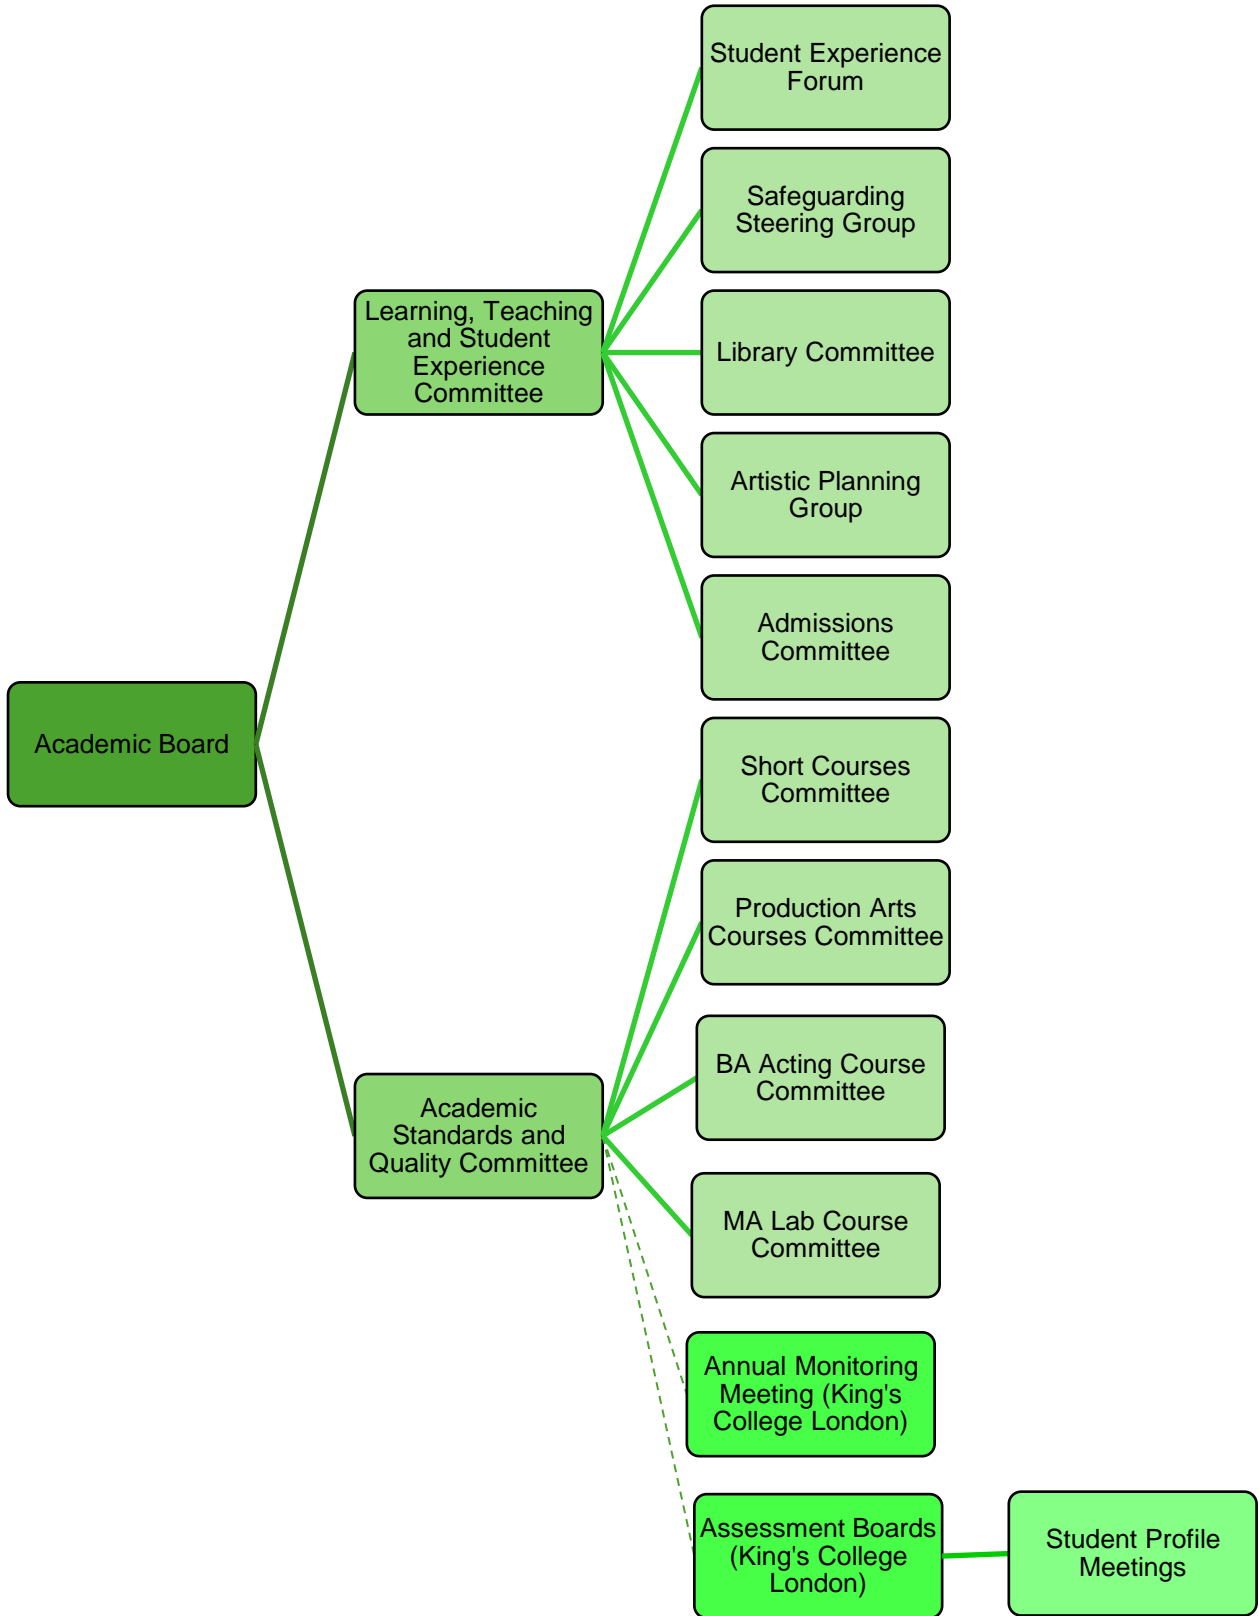 Student Experience
Forum
Safeguarding
Steering Group
Learning, Teaching
and Student
Experience
Committee
Library Committee
Artistic Planning
Group
Admissions
Committee
Academic Board
Short Courses
Committee
Production Arts
Courses Committee
BA Acting Course
Committee
Academic
Standards and
Quality Committee
MA Lab Course
Committee
Annual Monitoring
Meeting (King's
College London)
Assessment Boards
(King's College
London)
Student Profile
Meetings